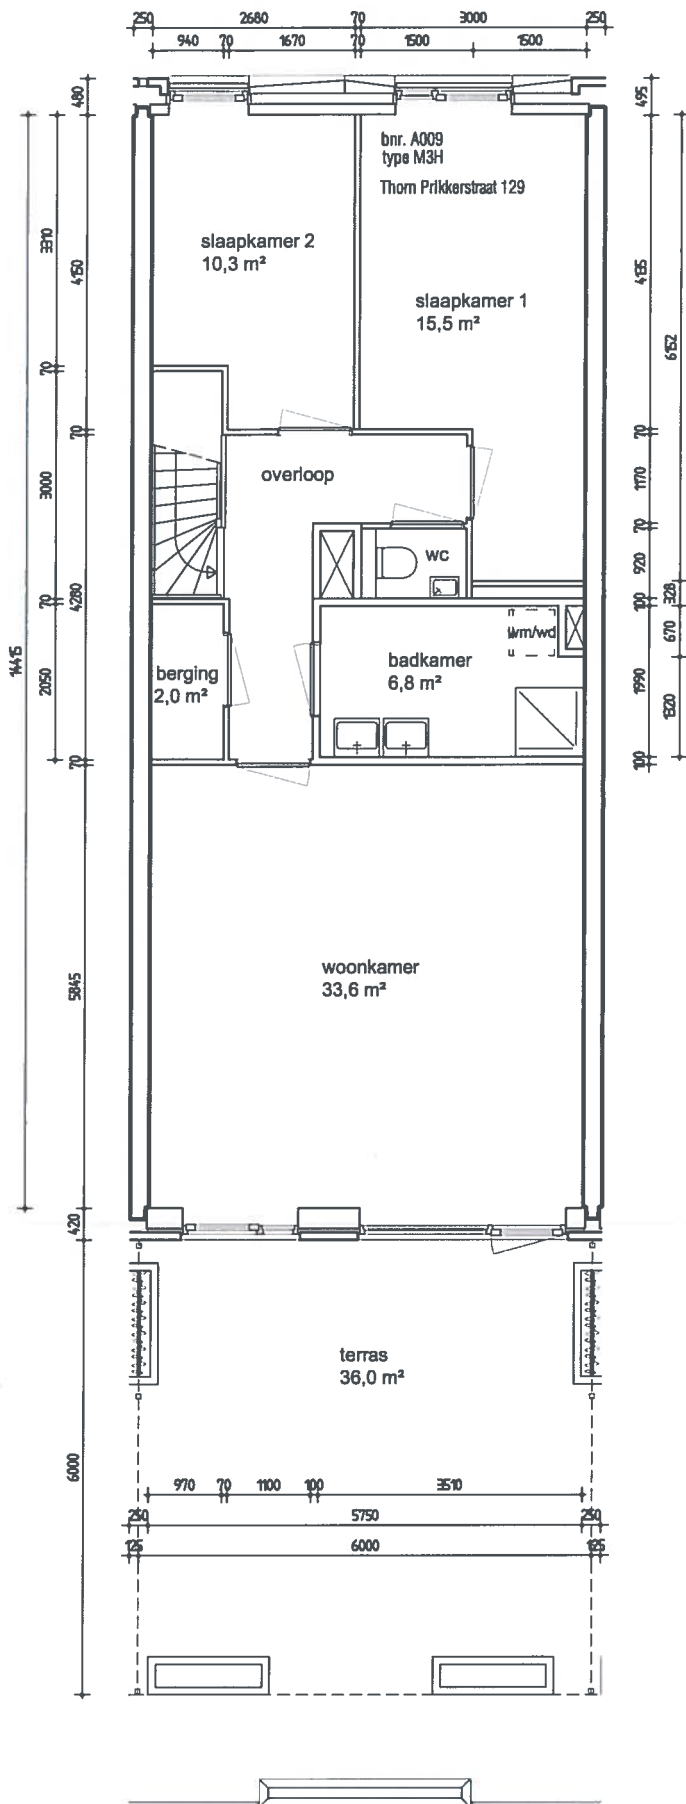 250 2680 70 3000 250
940 70 1670 70 1500 1500
480
495
bnr. A009
type M3H
Thorn Prikkerstraat 129
slaapkamer 2
10,3 m²
slaapkamer 1
15,5 m²
3310
4150
4135
6152
70
70
70
overloop
3000
1170
70
wc
920
70
4280
100
328
wm/wd
670
14415
2050
berging
2,0 m²
badkamer
6,8 m²
1990
1320
70
100
woonkamer
33,6 m²
5845
420
terras
36,0 m²
6000
970 70 1100 100 3510
250 5750 250
125 6000 125